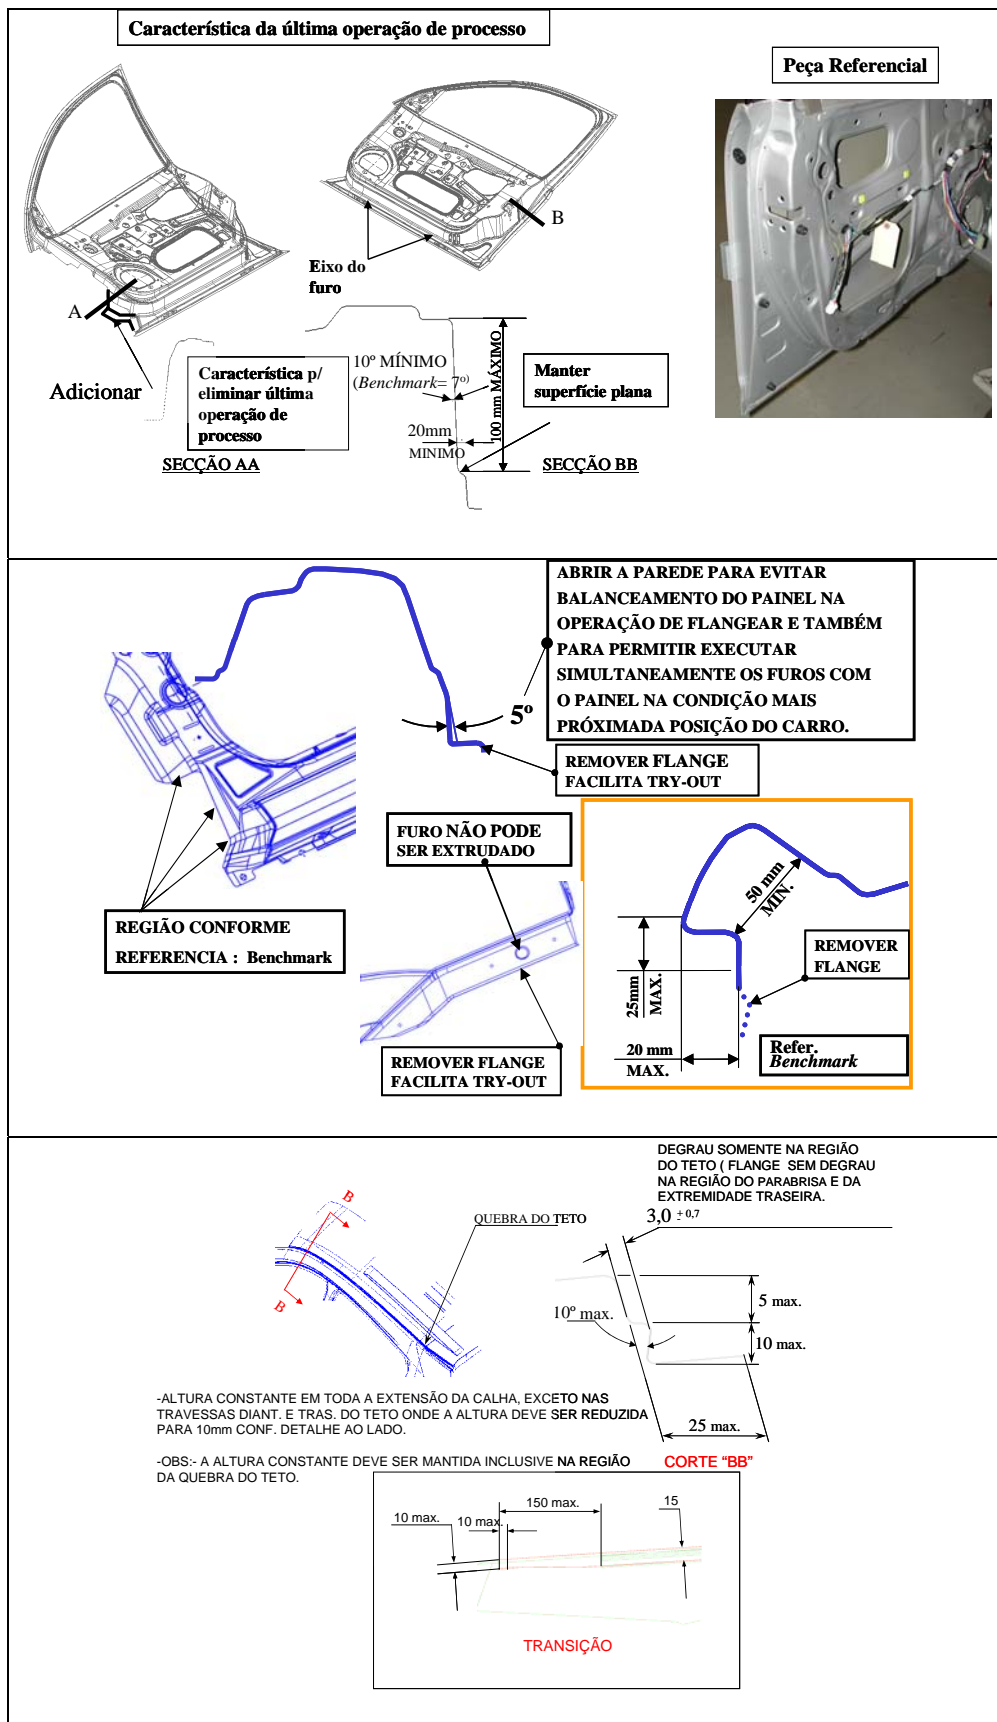 Característica da última operação de processo
Peça Referencial
B
Eixo do
furo
A
Adicionar
Característica p/
eliminar última
operação de
processo
10º MÍNIMO
(Benchmark= 7º)
100 mm MÁXIMO
Manter
superfície plana
20mm
MINIMO
SECÇÃO AA
SECÇÃO BB
ABRIR A PAREDE PARA EVITAR
BALANCEAMENTO DO PAINEL NA
OPERAÇÃO DE FLANGEAR E TAMBÉM
PARA PERMITIR EXECUTAR
SIMULTANEAMENTE OS FUROS COM
O PAINEL NA CONDIÇÃO MAIS
PRÓXIMADA POSIÇÃO DO CARRO.
5º
REMOVER FLANGE
FACILITA TRY-OUT
FURO NÃO PODE
SER EXTRUDADO
REGIÃO CONFORME
REFERENCIA : Benchmark
50 mm
MIN.
REMOVER
FLANGE
25mm
MAX.
20 mm
MAX.
Refer.
Benchmark
REMOVER FLANGE
FACILITA TRY-OUT
DEGRAU SOMENTE NA REGIÃO
DO TETO ( FLANGE SEM DEGRAU
NA REGIÃO DO PARABRISA E DA
EXTREMIDADE TRASEIRA.
B
QUEBRA DO TETO
3,0 ± 0,7
B
5 max.
10º max.
10 max.
25 max.
-ALTURA CONSTANTE EM TODA A EXTENSÃO DA CALHA, EXCETO NAS
TRAVESSAS DIANT. E TRAS. DO TETO ONDE A ALTURA DEVE SER REDUZIDA
PARA 10mm CONF. DETALHE AO LADO.
-OBS:- A ALTURA CONSTANTE DEVE SER MANTIDA INCLUSIVE NA REGIÃO
DA QUEBRA DO TETO.
CORTE “BB”
150 max.
15
10 max.
10 max.
TRANSIÇÃO